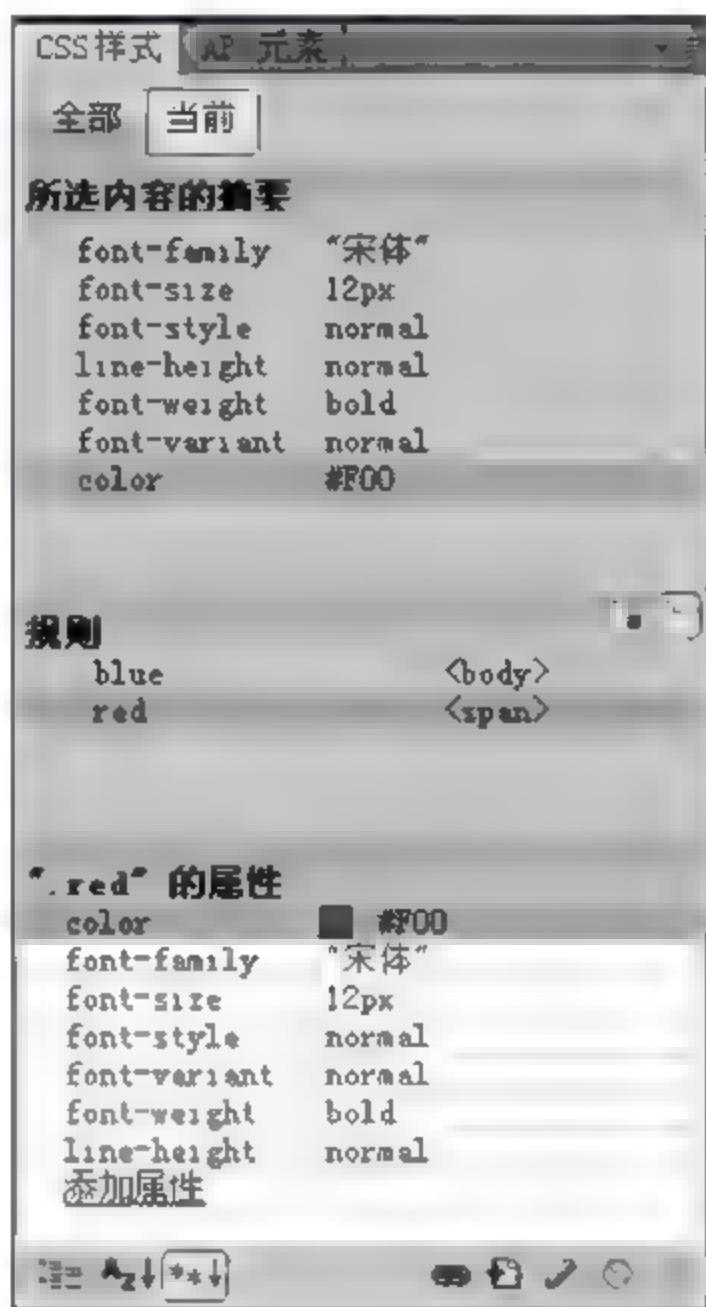 CSS样式 AP 元素
全部 当前
所选内容的摘要
font-family "宋体"
font-size 12px
font-style normal
line-height normal
font-weight bold
font-variant normal
color #F00
规则
blue <body>
red <span>
".red" 的属性
color #F00
font-family "宋体"
font-size 12px
font-style normal
font-variant normal
font-weight bold
line-height normal
添加属性